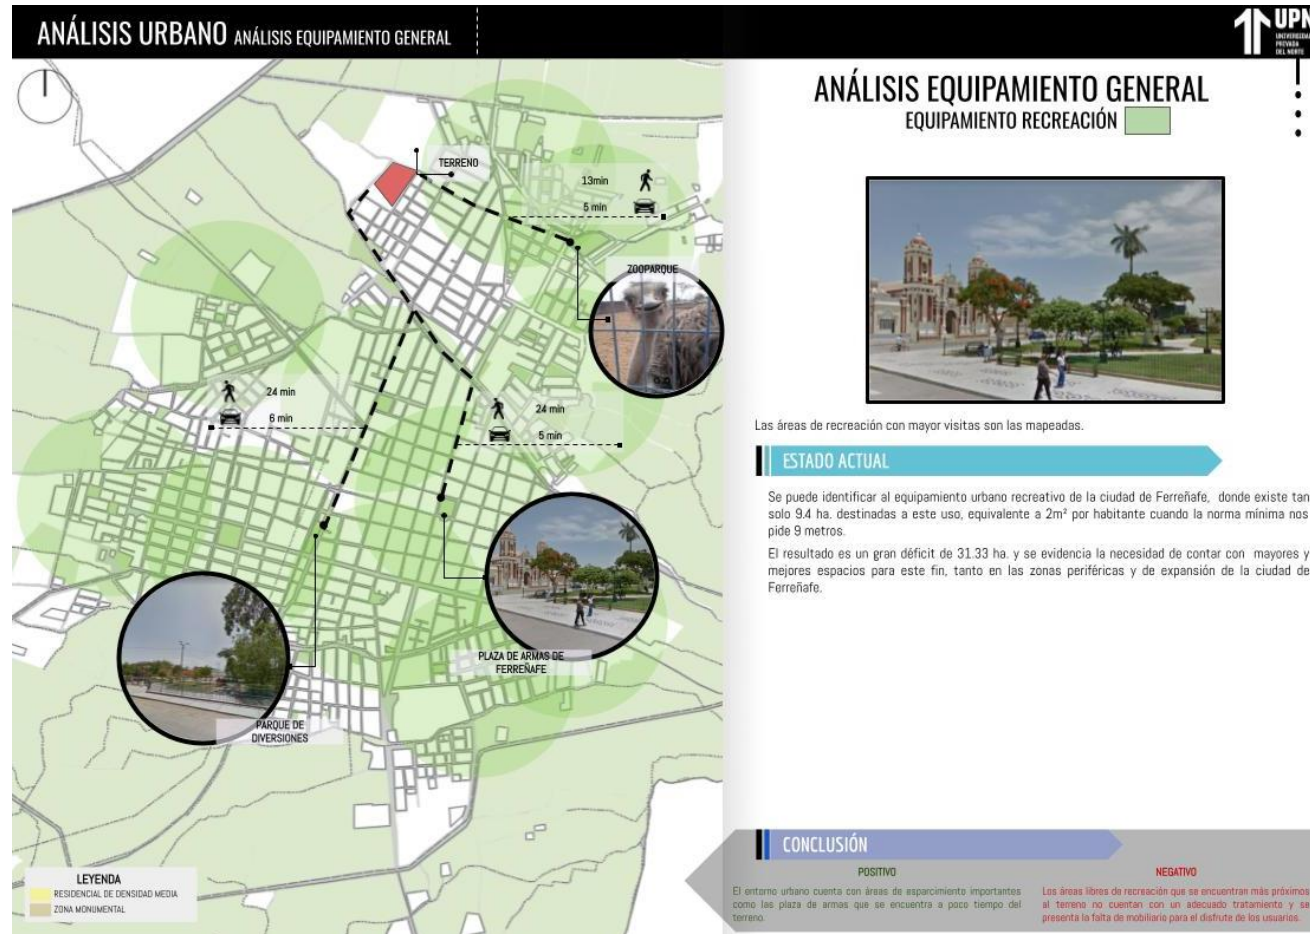 ANÁLISIS URBANO ANÁLISIS EQUIPAMIENTO GENERAL
UPN
UNIVERSIDAD
PRIVADA
DEL NORTE
TERRENO
13min
5 min
ZOOPARQUE
24 min
6 min
24 min
5 min
PLAZA DE ARMAS DE
FERREÑAFE
PARQUE DE
DIVERSIONES
LEYENDA
RESIDENCIAL DE DENSIDAD MEDIA
ZONA MONUMENTAL
ANÁLISIS EQUIPAMIENTO GENERAL
EQUIPAMIENTO RECREACIÓN
Las áreas de recreación con mayor visitas son las mapeadas.
ESTADO ACTUAL
Se puede identificar al equipamiento urbano recreativo de la ciudad de Ferreñafe, donde existe tan
solo 9.4 ha. destinadas a este uso, equivalente a 2m² por habitante cuando la norma mínima nos
pide 9 metros.
El resultado es un gran déficit de 31.33 ha. y se evidencia la necesidad de contar con mayores y
mejores espacios para este fin, tanto en las zonas periféricas y de expansión de la ciudad de
Ferreñafe.
CONCLUSIÓN
POSITIVO
El entorno urbano cuenta con áreas de esparcimiento importantes
como las plaza de armas que se encuentra a poco tiempo del
terreno.
NEGATIVO
Los áreas libres de recreación que se encuentran más próximos
al terreno no cuentan con un adecuado tratamiento y se
presenta la falta de mobiliario para el disfrute de los usuarios.